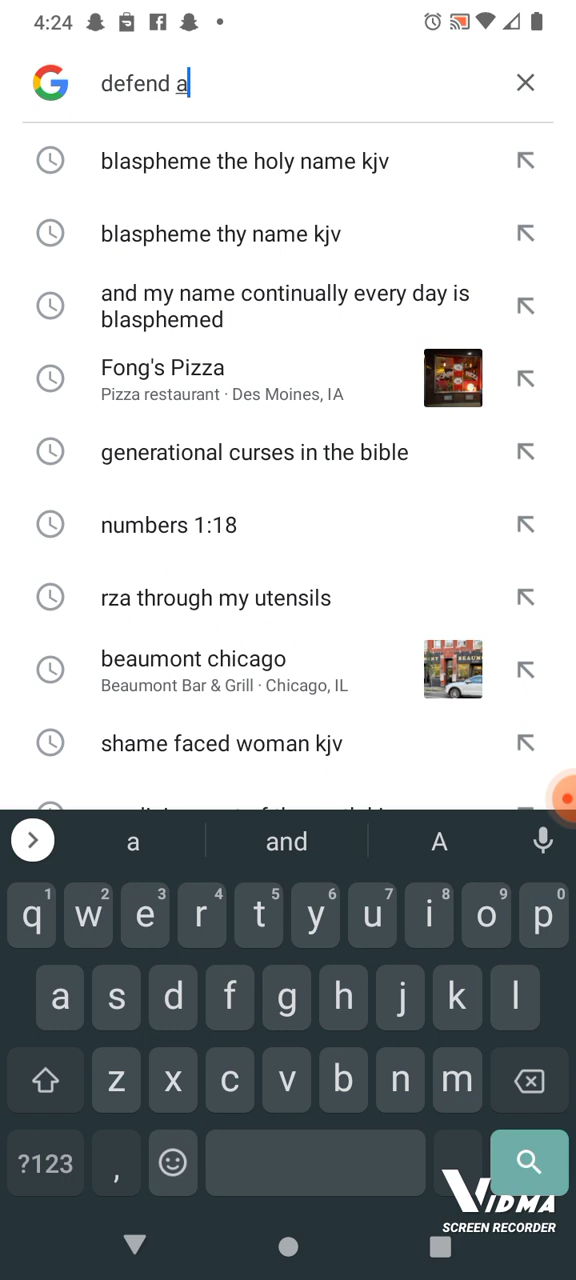 4:24
defend a
blaspheme the holy name kjv
blaspheme thy name kjv
and my name continually every day is
blasphemed
Fong's Pizza
Pizza restaurant · Des Moines, IA
generational curses in the bible
numbers 1:18
rza through my utensils
beaumont chicago
Beaumont Bar & Grill · Chicago, IL
shame faced woman kjv
a and A
1 2 3 4 5 6 7 8 9 0
q w e r t y u i o p
a s d f g h j k l
z x c v b n m
?123 ,
VIDMA
SCREEN RECORDER